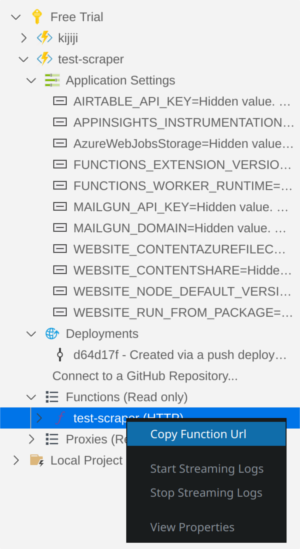 Free Trial
kijiji
test-scraper
Application Settings
AIRTABLE_API_KEY=Hidden value. ...
APPINSIGHTS_INSTRUMENTATION...
AzureWebJobsStorage=Hidden value...
FUNCTIONS_EXTENSION_VERSIO...
FUNCTIONS_WORKER_RUNTIME=...
MAILGUN_API_KEY=Hidden value. ...
MAILGUN_DOMAIN=Hidden value. ...
WEBSITE_CONTENTAZUREFILEC...
WEBSITE_CONTENTSHARE=Hidde...
WEBSITE_NODE_DEFAULT_VERSI...
WEBSITE_RUN_FROM_PACKAGE=...
Deployments
d64d17f - Created via a push deploy...
Connect to a GitHub Repository...
Functions (Read only)
test-scraper (HTTP)
Copy Function Url
Proxies (Re
Local Project
Start Streaming Logs
Stop Streaming Logs
View Properties